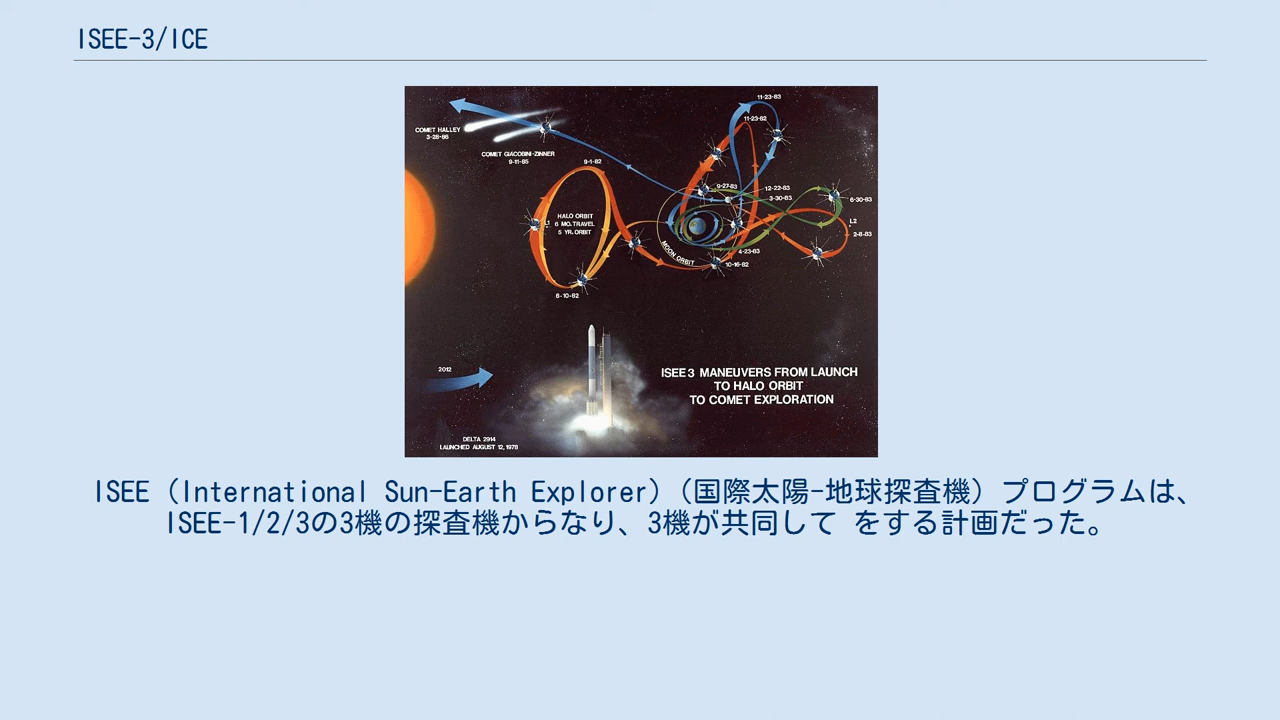 ISEE-3/ICE
11-23-83
COMET HALLEY
3-28-86
11-23-82
COMET GIACOBINI-ZINNER
9-11-85
9-1-82
9-27-83
12-22-83
3-30-83
6-30-83
HALO ORBIT
6 MO. TRAVEL
5 YR. ORBIT
L1
L2
2-8-83
MOON ORBIT
4-23-83
10-16-82
6-10-82
2012
ISEE 3 MANEUVERS FROM LAUNCH
TO HALO ORBIT
TO COMET EXPLORATION
DELTA 2914
LAUNCHED AUGUST 12, 1978
ISEE（International Sun-Earth Explorer）（国際太陽-地球探査機）プログラムは、
ISEE-1/2/3の3機の探査機からなり、3機が共同して をする計画だった。